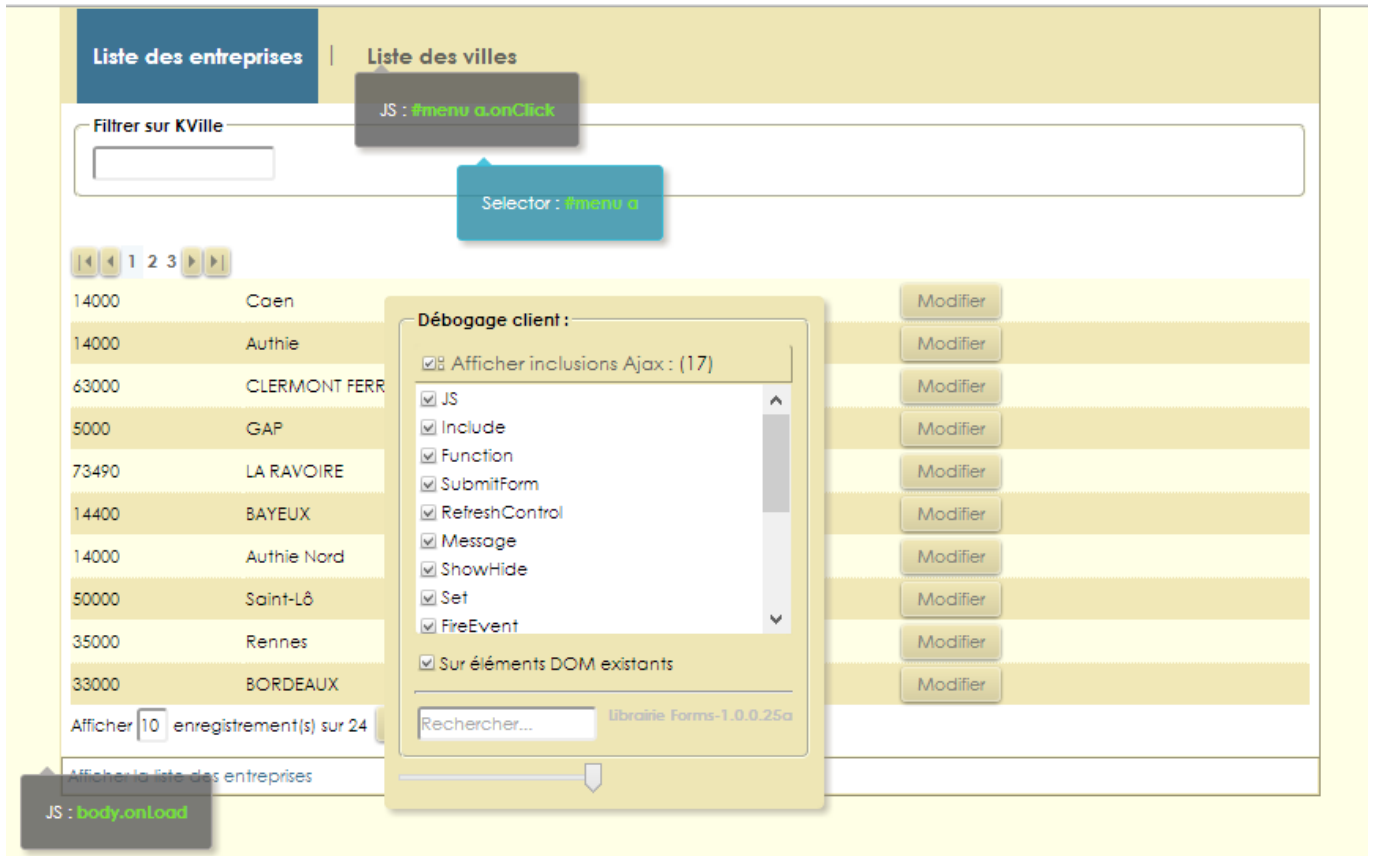 Liste des entreprises | Liste des villes
JS : #menu a.onClick
Filtrer sur KVille
Selector : #menu a
1 2 3
14000 Caen Modifier
14000 Authie Modifier
63000 CLERMONT FERR Modifier
5000 GAP Modifier
73490 LA RAVOIRE Modifier
14400 BAYEUX Modifier
14000 Authie Nord Modifier
50000 Saint-Lô Modifier
35000 Rennes Modifier
33000 BORDEAUX Modifier
Afficher 10 enregistrement(s) sur 24
Afficher la liste des entreprises
JS : body.onLoad
Débogage client :
Afficher inclusions Ajax : (17)
JS
Include
Function
SubmitForm
RefreshControl
Message
ShowHide
Set
FireEvent
Sur éléments DOM existants
Rechercher... Librairie Forms-1.0.0.25a